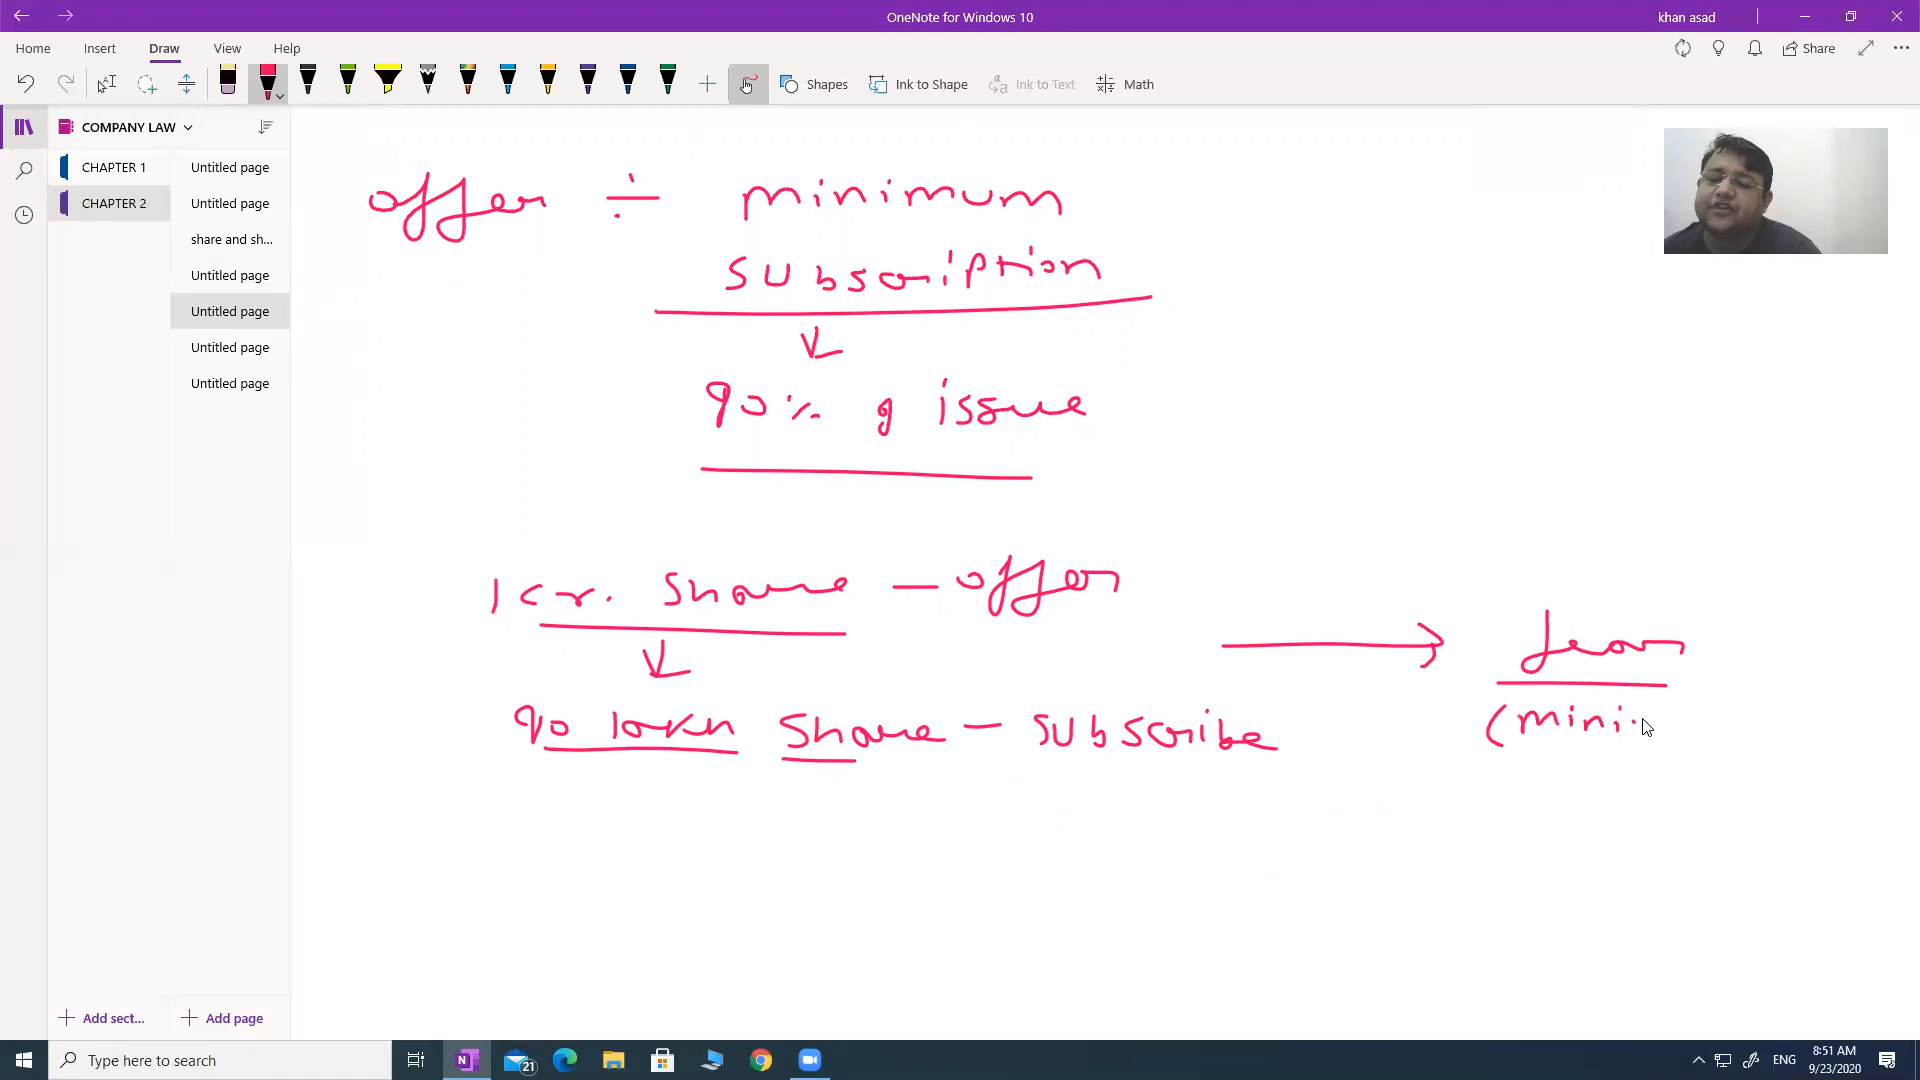 OneNote for Windows 10
khan asad
Home Insert Draw View Help
Share
Shapes
Ink to Shape
Ink to Text
Math
COMPANY LAW
CHAPTER 1
CHAPTER 2
Untitled page
Untitled page
share and sh...
Untitled page
Untitled page
Untitled page
Untitled page
offer ÷ minimum
subscription
90% of issue
1 cr. share — offer
90 lakh share — subscribe
(mini
Add sect...
Add page
Type here to search
21
ENG
8:51 AM
9/23/2020